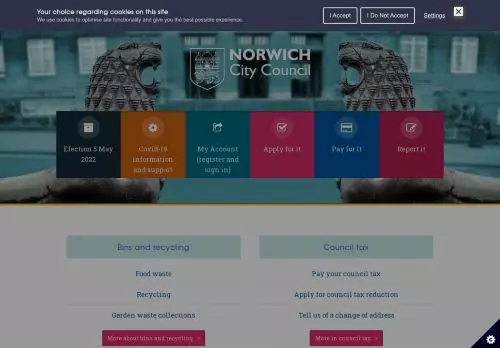 Your choice regarding cookies on this site
We use cookies to optimise site functionality and give you the best possible experience.
I Accept
I Do Not Accept
Settings
NORWICH
City Council
Election 5 May
2022
Covid-19
information
and support
My Account
(register and
sign in)
Apply for it
Pay for it
Report it
Bins and recycling
Council tax
Food waste
Pay your council tax
Recycling
Apply for council tax reduction
Garden waste collections
Tell us of a change of address
More about bins and recycling
More in council tax